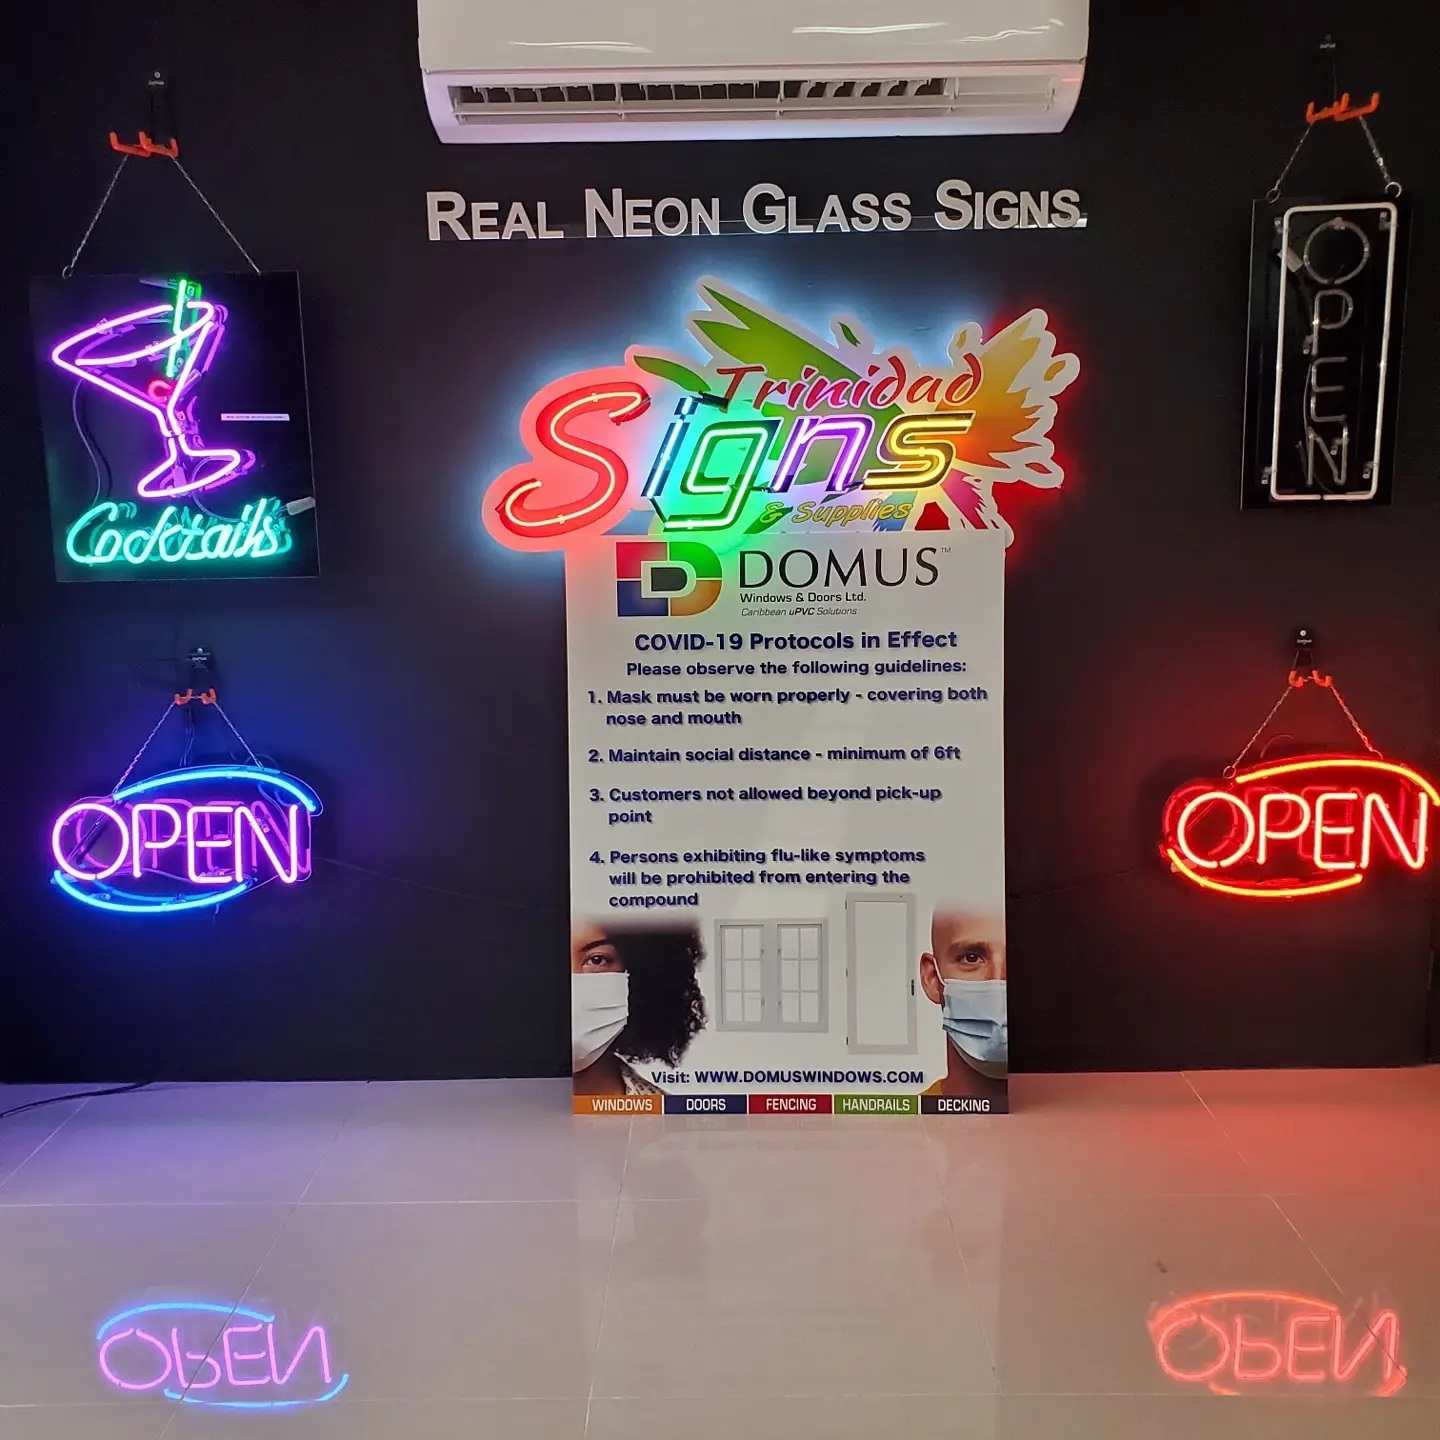 REAL NEON GLASS SIGNS
Trinidad
Signs
& Supplies
Cocktails
OPEN
OPEN
OPEN
D DOMUS™
Windows & Doors Ltd.
Caribbean uPVC Solutions
COVID-19 Protocols in Effect
Please observe the following guidelines:
1. Mask must be worn properly - covering both
nose and mouth
2. Maintain social distance - minimum of 6ft
3. Customers not allowed beyond pick-up
point
4. Persons exhibiting flu-like symptoms
will be prohibited from entering the
compound
Visit: WWW.DOMUSWINDOWS.COM
WINDOWS DOORS FENCING HANDRAILS DECKING
OPEN
OPEN